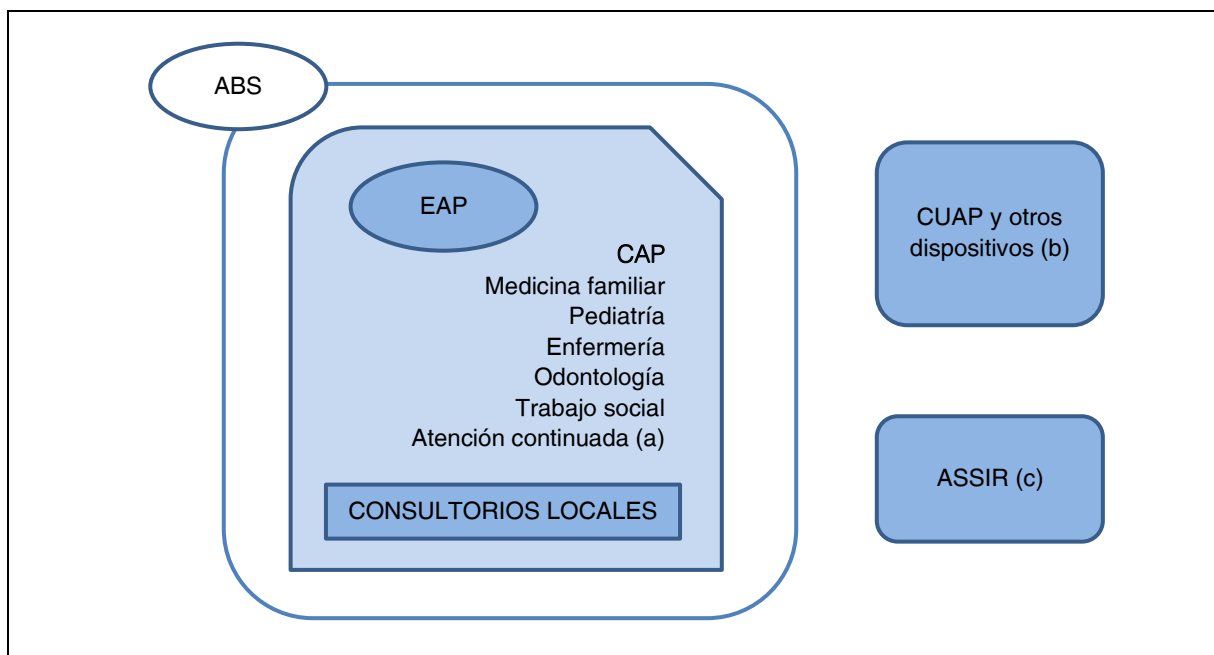 ABS
EAP
CAP
Medicina familiar
Pediatría
Enfermería
Odontología
Trabajo social
Atención continuada (a)
CONSULTORIOS LOCALES
CUAP y otros
dispositivos (b)
ASSIR (c)